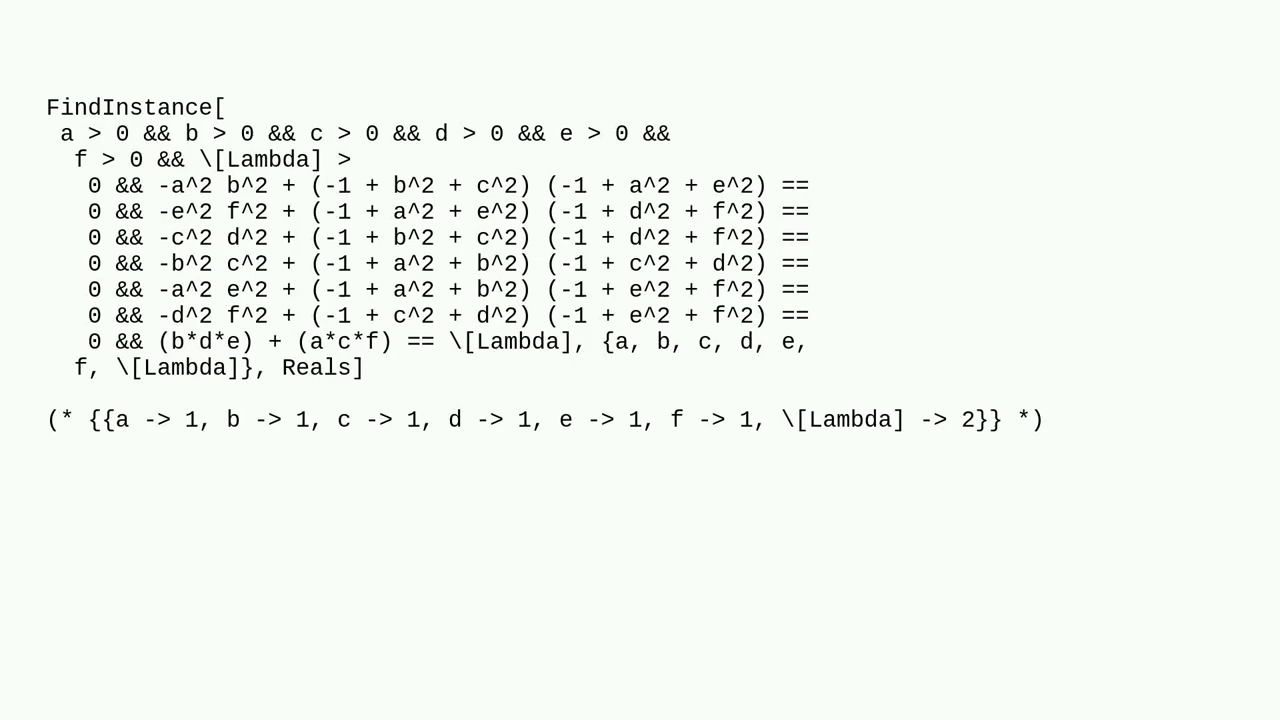 FindInstance[
 a > 0 && b > 0 && c > 0 && d > 0 && e > 0 &&
  f > 0 && \[Lambda] >
   0 && -a^2 b^2 + (-1 + b^2 + c^2) (-1 + a^2 + e^2) ==
   0 && -e^2 f^2 + (-1 + a^2 + e^2) (-1 + d^2 + f^2) ==
   0 && -c^2 d^2 + (-1 + b^2 + c^2) (-1 + d^2 + f^2) ==
   0 && -b^2 c^2 + (-1 + a^2 + b^2) (-1 + c^2 + d^2) ==
   0 && -a^2 e^2 + (-1 + a^2 + b^2) (-1 + e^2 + f^2) ==
   0 && -d^2 f^2 + (-1 + c^2 + d^2) (-1 + e^2 + f^2) ==
   0 && (b*d*e) + (a*c*f) == \[Lambda], {a, b, c, d, e,
  f, \[Lambda]}, Reals]

(* {{a -> 1, b -> 1, c -> 1, d -> 1, e -> 1, f -> 1, \[Lambda] -> 2}} *)